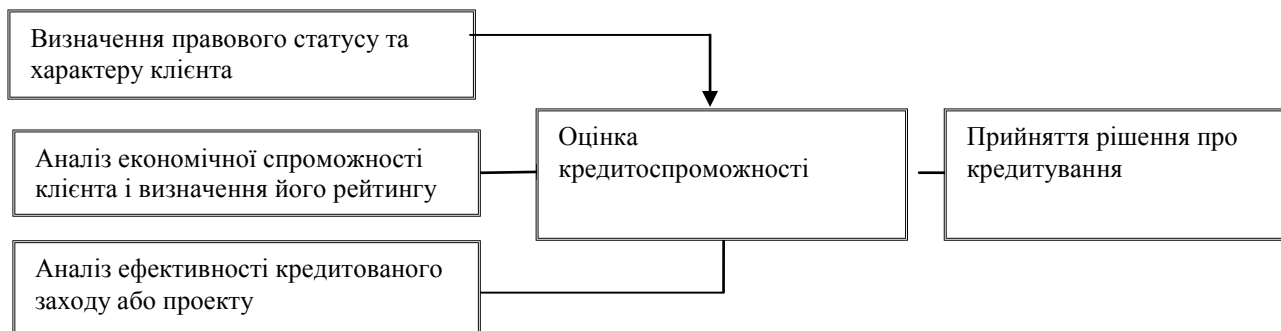 Визначення правового статусу та
характеру клієнта
Аналіз економічної спроможності
клієнта і визначення його рейтингу
Аналіз ефективності кредитованого
заходу або проекту
Оцінка
кредитоспроможності
Прийняття рішення про
кредитування